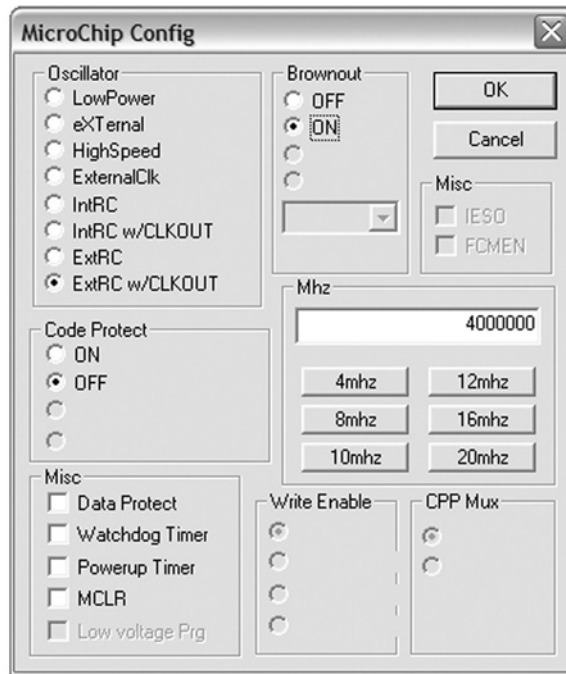 MicroChip Config
Oscillator
LowPower
eXTernal
HighSpeed
ExternalClk
IntRC
IntRC w/CLKOUT
ExtRC
ExtRC w/CLKOUT
Brownout
OFF
ON
OK
Cancel
Misc
IESO
FCMEN
Code Protect
ON
OFF
Mhz
4000000
4mhz 12mhz
8mhz 16mhz
10mhz 20mhz
Misc
Data Protect
Watchdog Timer
Powerup Timer
MCLR
Low voltage Prg
Write Enable
CPP Mux